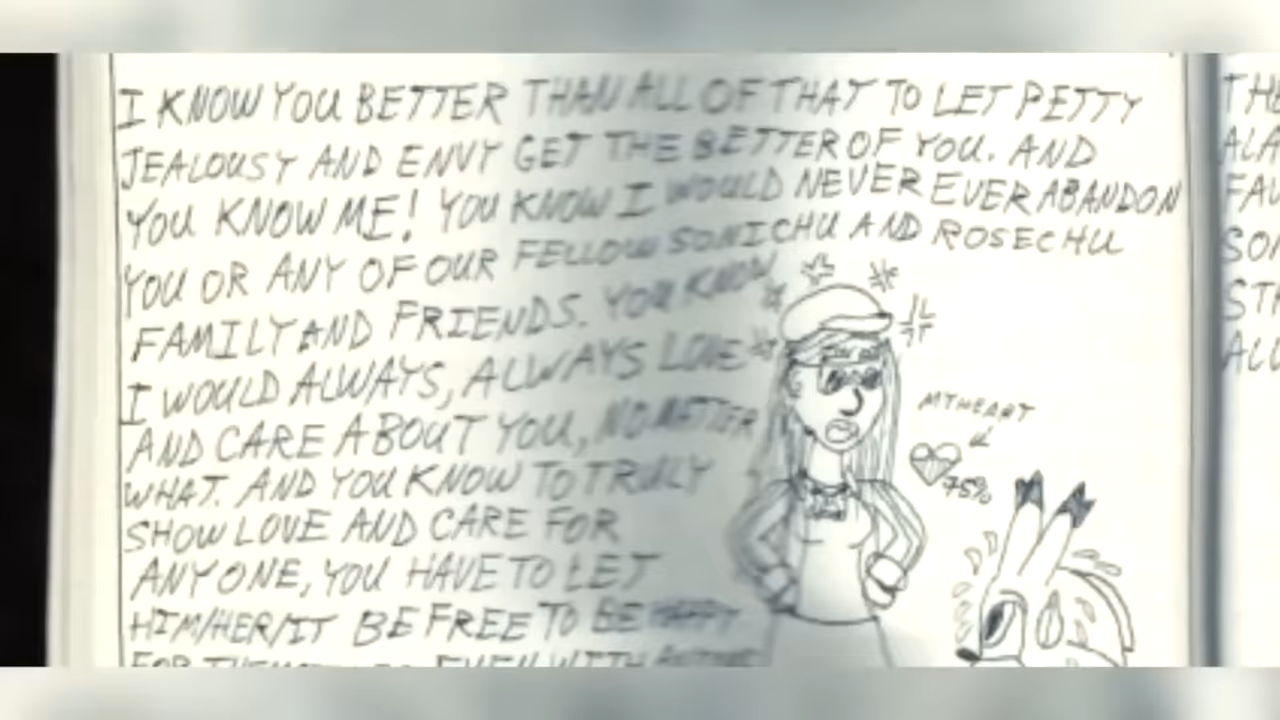 I KNOW YOU BETTER THAN ALL OF THAT TO LET PETTY
JEALOUSY AND ENVY GET THE BETTER OF YOU. AND
YOU KNOW ME! YOU KNOW I WOULD NEVER EVER ABANDON
YOU OR ANY OF OUR FELLOW SONICHU AND ROSECHU
FAMILY AND FRIENDS. YOU KNOW
I WOULD ALWAYS, ALWAYS LOVE
AND CARE ABOUT YOU, NO MATTER
WHAT. AND YOU KNOW TO TRULY
SHOW LOVE AND CARE FOR
ANYONE, YOU HAVE TO LET
HIM/HER/IT BE FREE TO BE HAPPY
EVEN WITH
MY HEART
75%